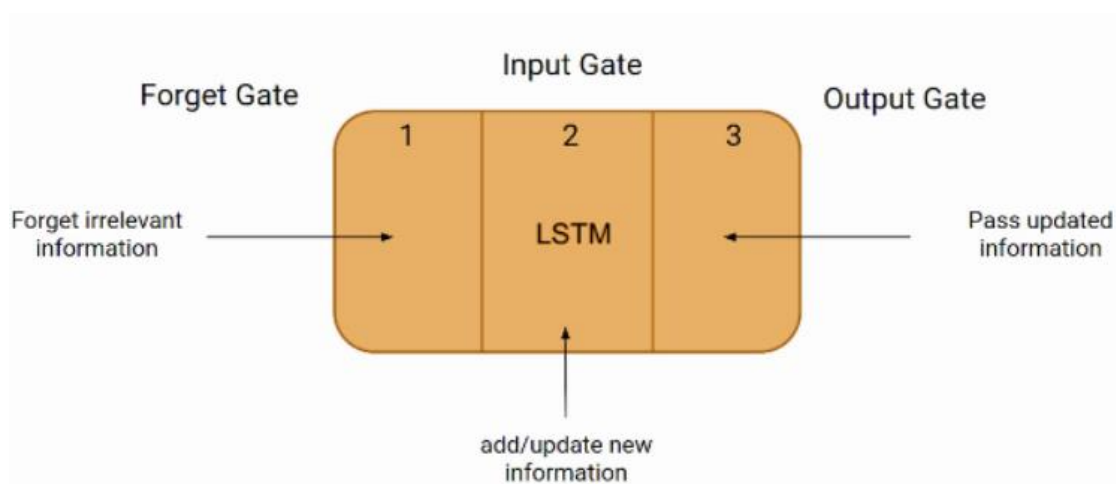 Input Gate
Forget Gate
Output Gate
1
2
3
Forget irrelevant
information
LSTM
Pass updated
information
add/update new
information